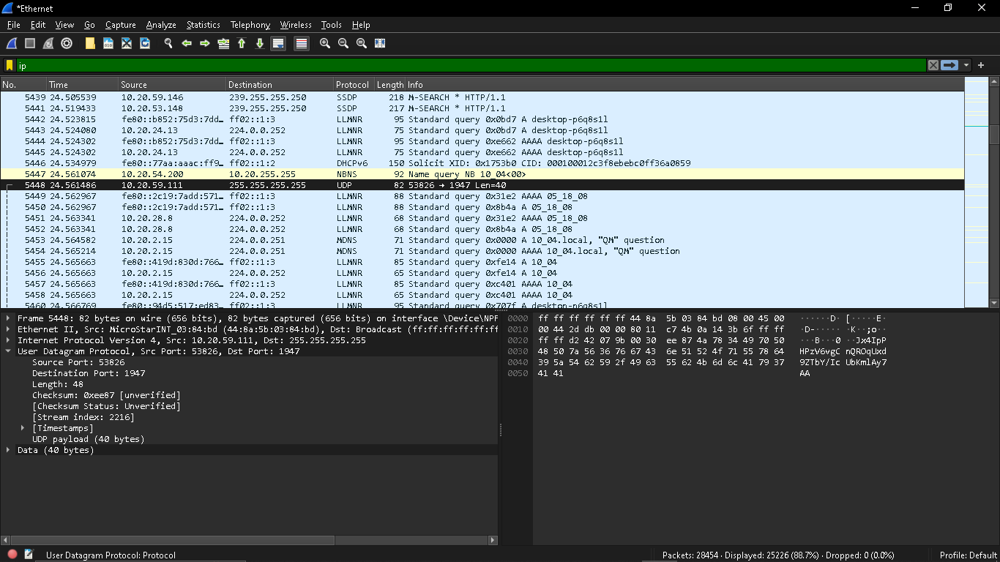 *Ethernet
File Edit View Go Capture Analyze Statistics Telephony Wireless Tools Help
ip
No. Time Source Destination Protocol Length Info
5439 24.505539 10.20.59.146 239.255.255.250 SSDP 218 M-SEARCH * HTTP/1.1
5441 24.519433 10.20.53.148 239.255.255.250 SSDP 217 M-SEARCH * HTTP/1.1
5442 24.523815 fe80::b852:75d3:7dd… ff02::1:3 LLMNR 95 Standard query 0x0bd7 A desktop-p6q8s1l
5443 24.524080 10.20.24.13 224.0.0.252 LLMNR 75 Standard query 0x0bd7 A desktop-p6q8s1l
5444 24.524302 fe80::b852:75d3:7dd… ff02::1:3 LLMNR 95 Standard query 0xe662 AAAA desktop-p6q8s1l
5445 24.524302 10.20.24.13 224.0.0.252 LLMNR 75 Standard query 0xe662 AAAA desktop-p6q8s1l
5446 24.534979 fe80::77aa:aaac:ff9… ff02::1:2 DHCPv6 150 Solicit XID: 0x1753b0 CID: 000100012c3f8ebebc0ff36a0859
5447 24.561074 10.20.54.200 10.20.255.255 NBNS 92 Name query NB 10_04<00>
5448 24.561486 10.20.59.111 255.255.255.255 UDP 82 53826 → 1947 Len=40
5449 24.562967 fe80::2c19:7add:571… ff02::1:3 LLMNR 88 Standard query 0x31e2 AAAA 05_18_08
5450 24.562967 fe80::2c19:7add:571… ff02::1:3 LLMNR 88 Standard query 0x8b4a A 05_18_08
5451 24.563341 10.20.28.8 224.0.0.252 LLMNR 68 Standard query 0x31e2 AAAA 05_18_08
5452 24.563341 10.20.28.8 224.0.0.252 LLMNR 68 Standard query 0x8b4a A 05_18_08
5453 24.564582 10.20.2.15 224.0.0.251 MDNS 71 Standard query 0x0000 A 10_04.local, "QM" question
5454 24.565214 10.20.2.15 224.0.0.251 MDNS 71 Standard query 0x0000 AAAA 10_04.local, "QM" question
5455 24.565663 fe80::419d:830d:766… ff02::1:3 LLMNR 85 Standard query 0xfe14 A 10_04
5456 24.565663 10.20.2.15 224.0.0.252 LLMNR 65 Standard query 0xfe14 A 10_04
5457 24.565663 fe80::419d:830d:766… ff02::1:3 LLMNR 85 Standard query 0xc401 AAAA 10_04
5458 24.565663 10.20.2.15 224.0.0.252 LLMNR 65 Standard query 0xc401 AAAA 10_04
5460 24.566769 fe80::94d5:517:ed83… ff02::1:3 LLMNR 95 Standard query 0x707f A desktop-p6q8s1l
Frame 5448: 82 bytes on wire (656 bits), 82 bytes captured (656 bits) on interface \Device\NPF
Ethernet II, Src: MicroStarINT_03:84:bd (44:8a:5b:03:84:bd), Dst: Broadcast (ff:ff:ff:ff:ff:ff
Internet Protocol Version 4, Src: 10.20.59.111, Dst: 255.255.255.255
User Datagram Protocol, Src Port: 53826, Dst Port: 1947
Source Port: 53826
Destination Port: 1947
Length: 48
Checksum: 0xee87 [unverified]
[Checksum Status: Unverified]
[Stream index: 2216]
[Timestamps]
UDP payload (40 bytes)
Data (40 bytes)
0000 ff ff ff ff ff ff 44 8a 5b 03 84 bd 08 00 45 00 ······D· [·····E·
0010 00 44 2d db 00 00 80 11 c7 4b 0a 14 3b 6f ff ff ·D-····· ·K··;o··
0020 ff ff d2 42 07 9b 00 30 ee 87 4a 78 34 49 70 50 ···B···0 ··Jx4IpP
0030 48 50 7a 56 36 76 67 43 6e 51 52 4f 71 55 78 64 HPzV6vgC nQROqUxd
0040 39 5a 54 62 59 2f 49 63 55 62 4b 6d 6c 41 79 37 9ZTbY/Ic UbKmlAy7
0050 41 41 AA
User Datagram Protocol: Protocol
Packets: 28454 · Displayed: 25226 (88.7%) · Dropped: 0 (0.0%)
Profile: Default